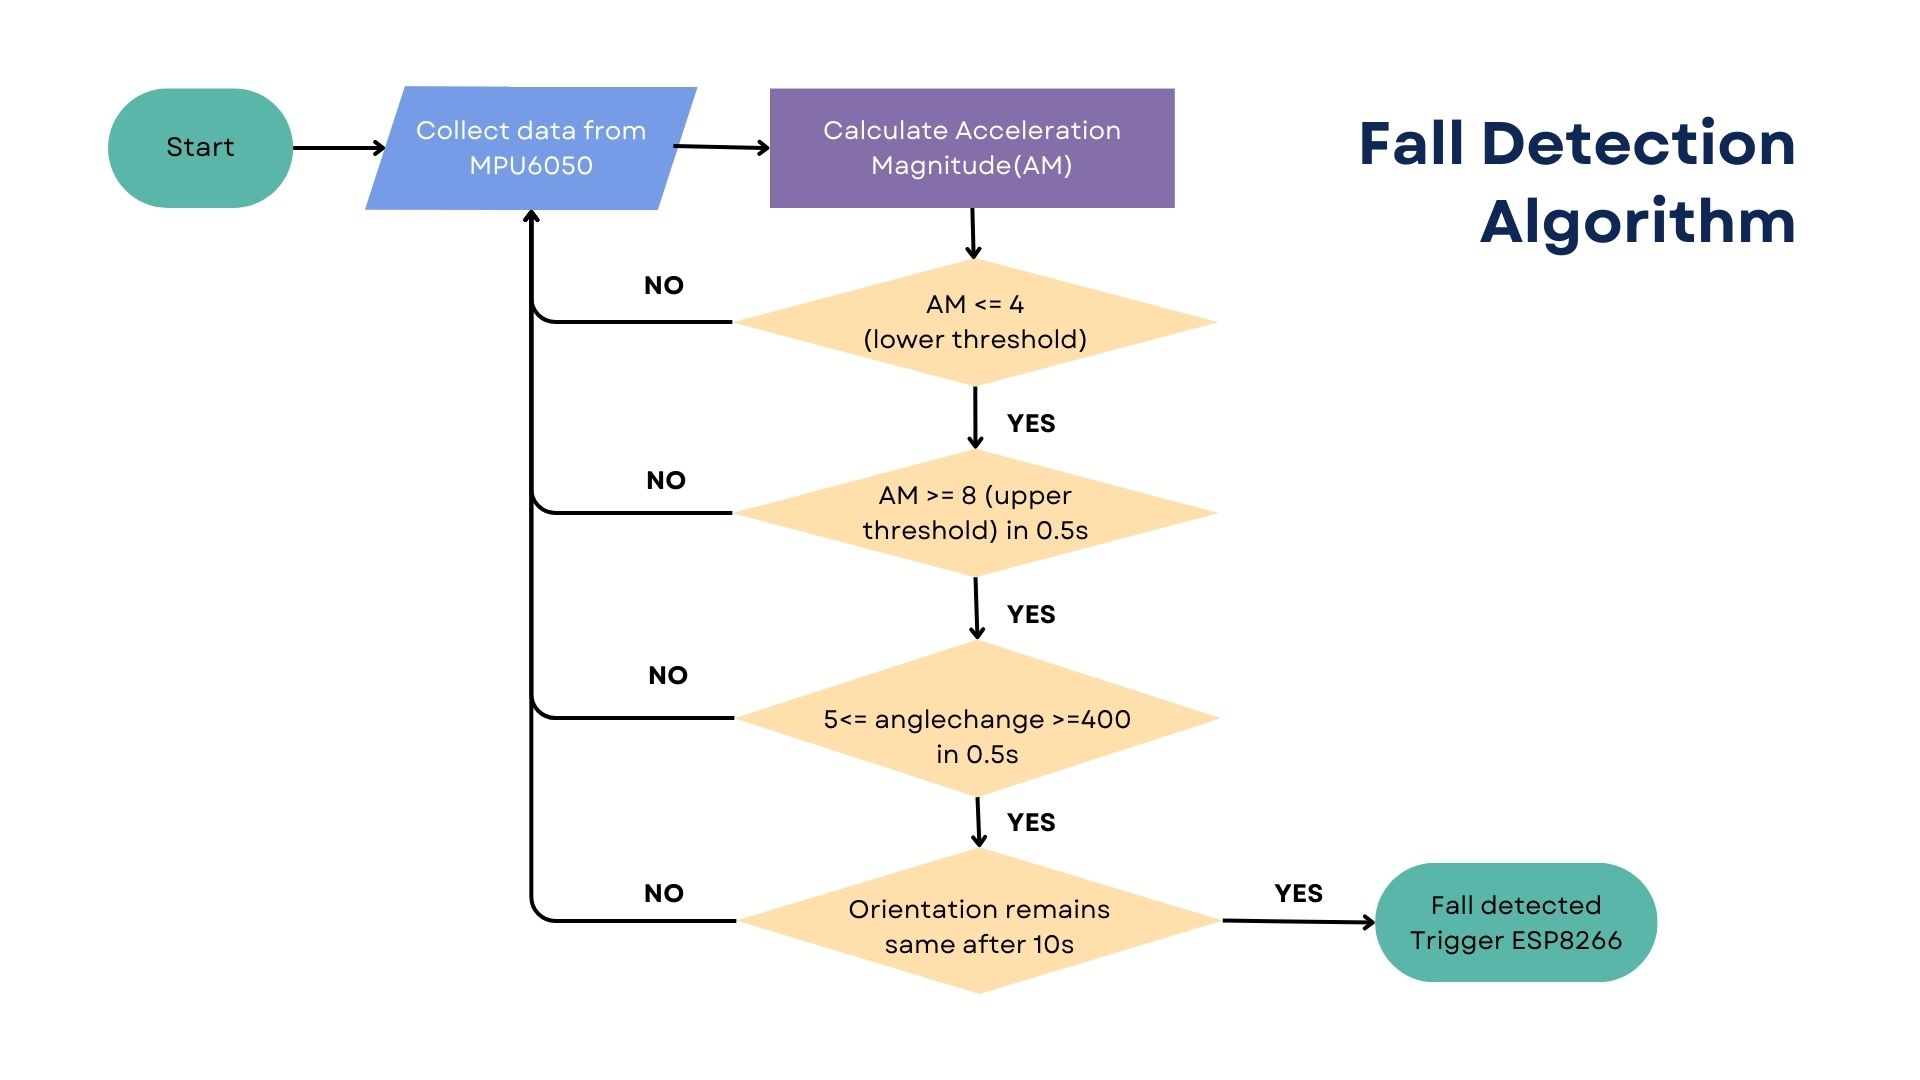 Start
Collect data from
MPU6050
Calculate Acceleration
Magnitude(AM)
Fall Detection
Algorithm
NO
AM <= 4
(lower threshold)
YES
NO
AM >= 8 (upper
threshold) in 0.5s
YES
NO
5<= anglechange >=400
in 0.5s
YES
NO
Orientation remains
same after 10s
YES
Fall detected
Trigger ESP8266